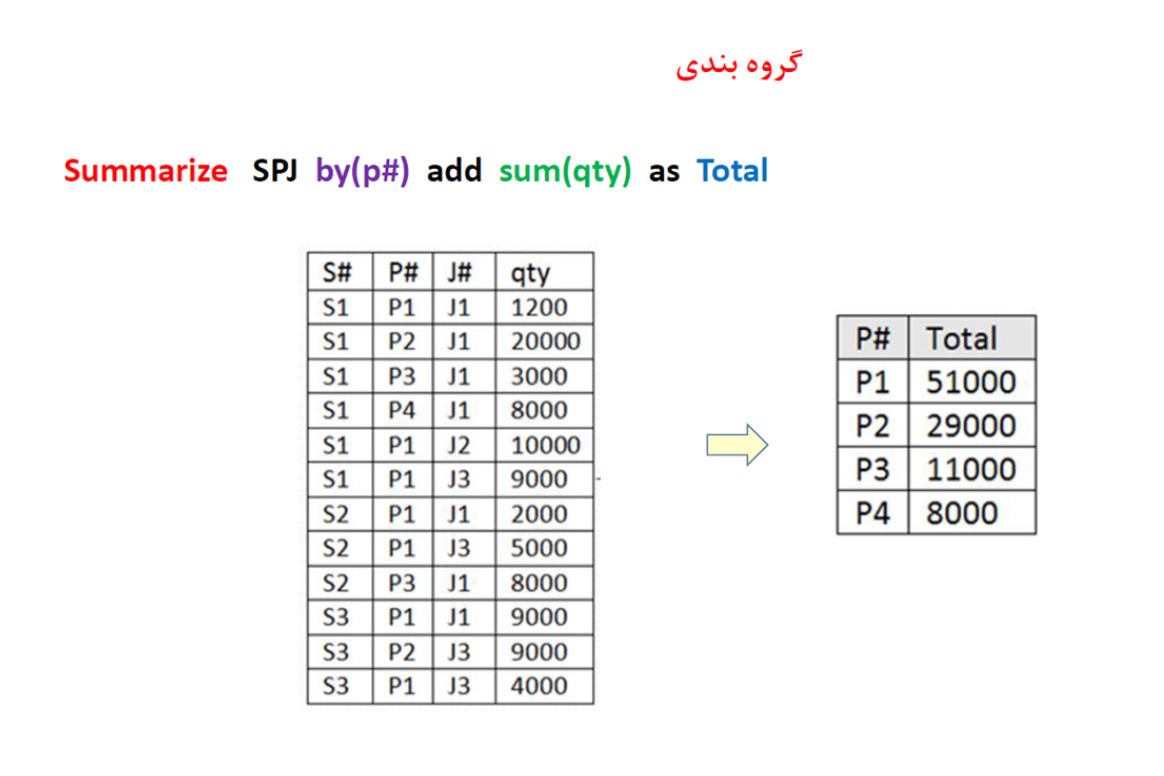 گروه بندی
Summarize SPJ by(p#) add sum(qty) as Total
S# P# J# qty
S1 P1 J1 1200
S1 P2 J1 20000
S1 P3 J1 3000
S1 P4 J1 8000
S1 P1 J2 10000
S1 P1 J3 9000
S2 P1 J1 2000
S2 P1 J3 5000
S2 P3 J1 8000
S3 P1 J1 9000
S3 P2 J3 9000
S3 P1 J3 4000
P# Total
P1 51000
P2 29000
P3 11000
P4 8000